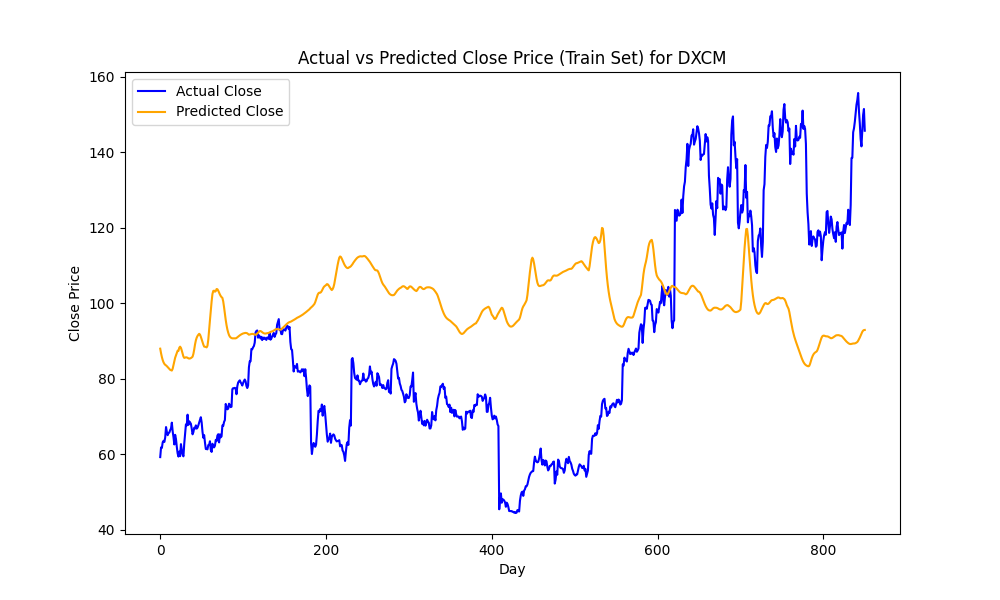 Actual vs Predicted Close Price (Train Set) for DXCM
Actual Close
Predicted Close
Close Price
160
140
120
100
80
60
40
0 200 400 600 800
Day